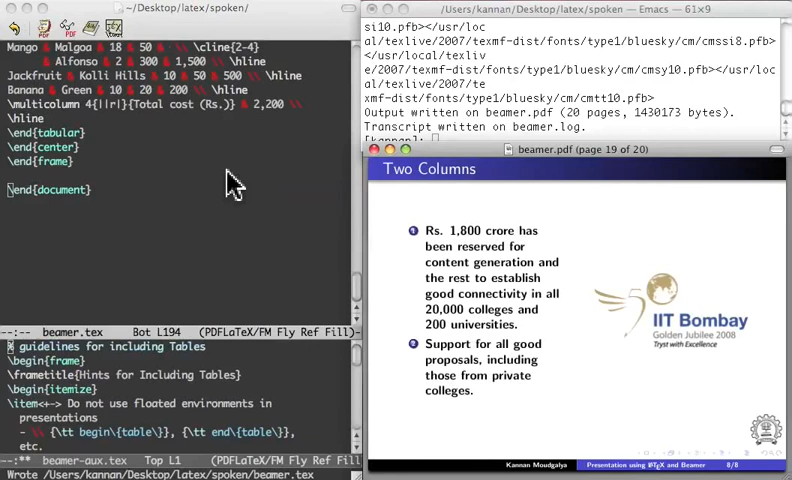 ~/Desktop/latex/spoken/
Mango & Malgoa & 18 & 50 & \\ \cline{2-4}
& Alfonso & 2 & 300 & 1,500 \\ \hline
Jackfruit & Kolli Hills & 10 & 50 & 500 \\ \hline
Banana & Green & 10 & 20 & 200 \\ \hline
\multicolumn 4{||r|}{Total cost (Rs.)} & 2,200 \\
\hline
\end{tabular}
\end{center}
\end{frame}
\end{document}
--:-- beamer.tex Bot L194 (PDFLaTeX/FM Fly Ref Fill)-
% guidelines for including Tables
\begin{frame}
\frametitle{Hints for Including Tables}
\begin{itemize}
\item<+-> Do not use floated environments in
presentations
- \\ {\tt begin\{table\}}, {\tt end\{table\}},
etc.
-:** beamer-aux.tex Top L1 (PDFLaTeX/FM Fly Ref Fill)
Wrote /Users/kannan/Desktop/latex/spoken/beamer.tex
/Users/kannan/Desktop/latex/spoken — Emacs — 61×9
si10.pfb></usr/loc
al/texlive/2007/texmf-dist/fonts/type1/bluesky/cm/cmssi8.pfb>
</usr/local/texliv
e/2007/texmf-dist/fonts/type1/bluesky/cm/cmsy10.pfb></usr/loc
al/texlive/2007/te
xmf-dist/fonts/type1/bluesky/cm/cmtt10.pfb>
Output written on beamer.pdf (20 pages, 1430173 bytes).
Transcript written on beamer.log.
[kannan]
beamer.pdf (page 19 of 20)
Two Columns
1 Rs. 1,800 crore has
been reserved for
content generation and
the rest to establish
good connectivity in all
20,000 colleges and
200 universities.
2 Support for all good
proposals, including
those from private
colleges.
IIT Bombay
Golden Jubilee 2008
Tryst with Excellence
Kannan Moudgalya Presentation using LATEX and Beamer 8/8